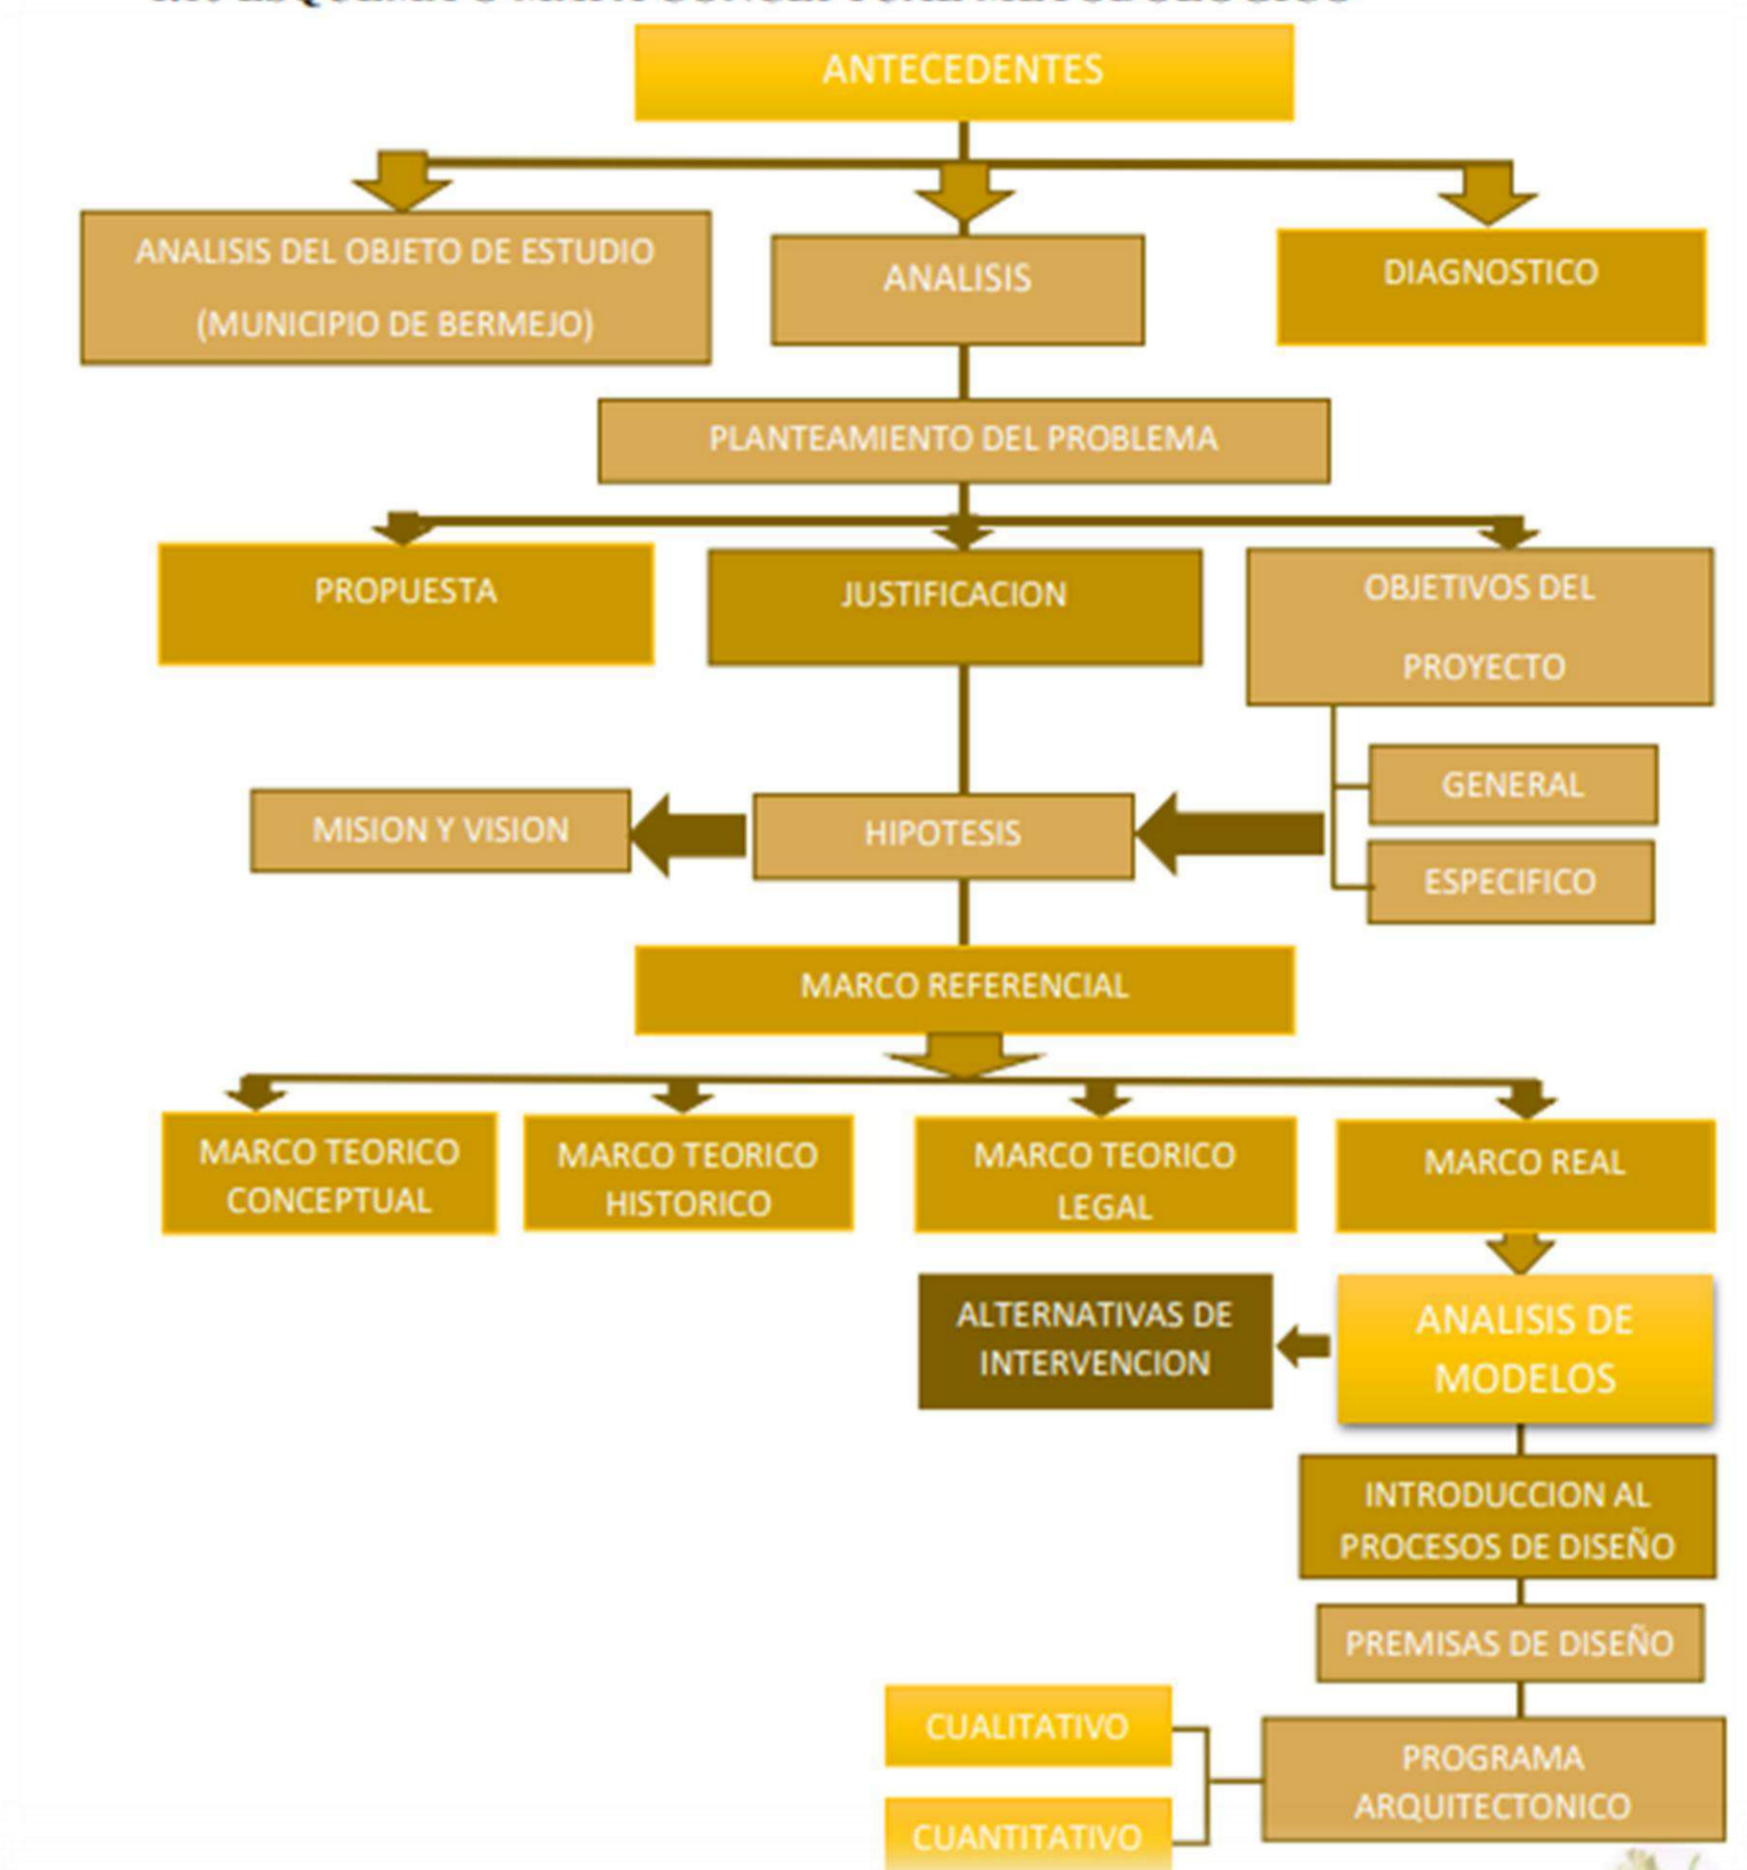 ANTECEDENTES
ANALISIS DEL OBJETO DE ESTUDIO
(MUNICIPIO DE BERMEJO)
ANALISIS
DIAGNOSTICO
PLANTEAMIENTO DEL PROBLEMA
PROPUESTA
JUSTIFICACION
OBJETIVOS DEL
PROYECTO
GENERAL
ESPECIFICO
MISION Y VISION
HIPOTESIS
MARCO REFERENCIAL
MARCO TEORICO
CONCEPTUAL
MARCO TEORICO
HISTORICO
MARCO TEORICO
LEGAL
MARCO REAL
ALTERNATIVAS DE
INTERVENCION
ANALISIS DE
MODELOS
INTRODUCCION AL
PROCESOS DE DISEÑO
PREMISAS DE DISEÑO
CUALITATIVO
CUANTITATIVO
PROGRAMA
ARQUITECTONICO